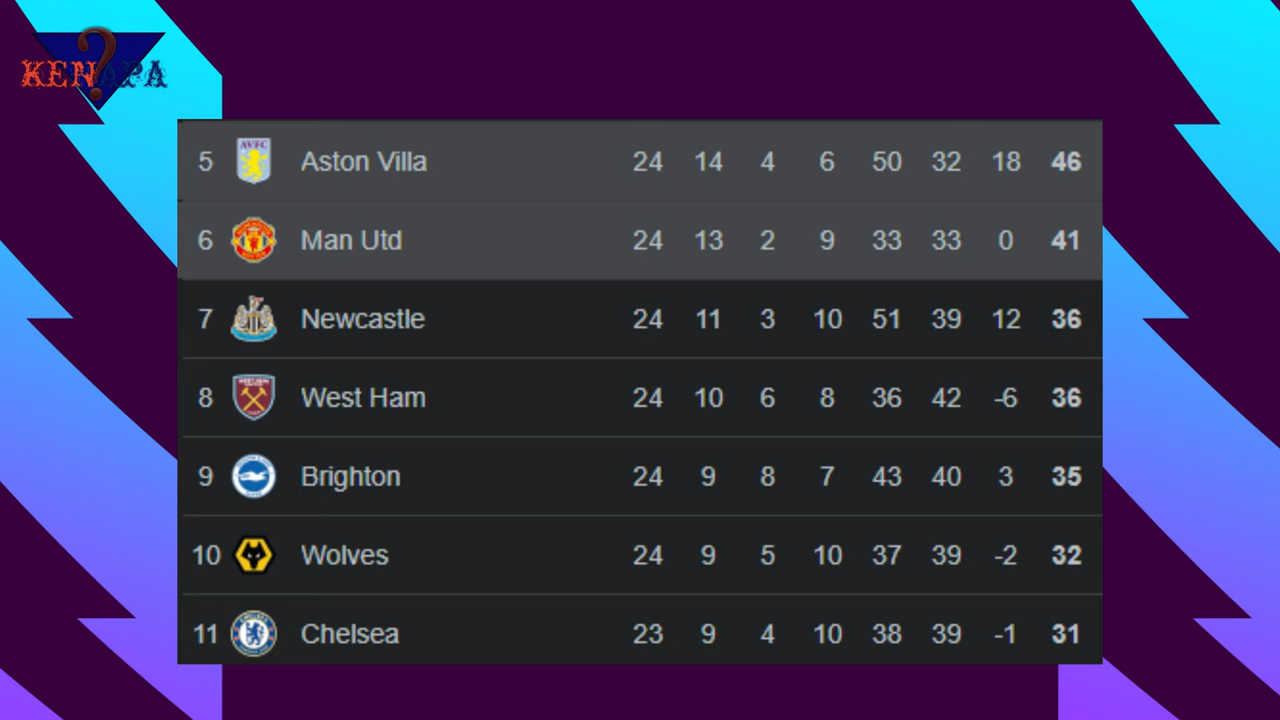 KENAPA
?
5 AVFC Aston Villa 24 14 4 6 50 32 18 46
6 Man Utd 24 13 2 9 33 33 0 41
7 Newcastle 24 11 3 10 51 39 12 36
8 West Ham 24 10 6 8 36 42 -6 36
9 Brighton 24 9 8 7 43 40 3 35
10 Wolves 24 9 5 10 37 39 -2 32
11 Chelsea 23 9 4 10 38 39 -1 31